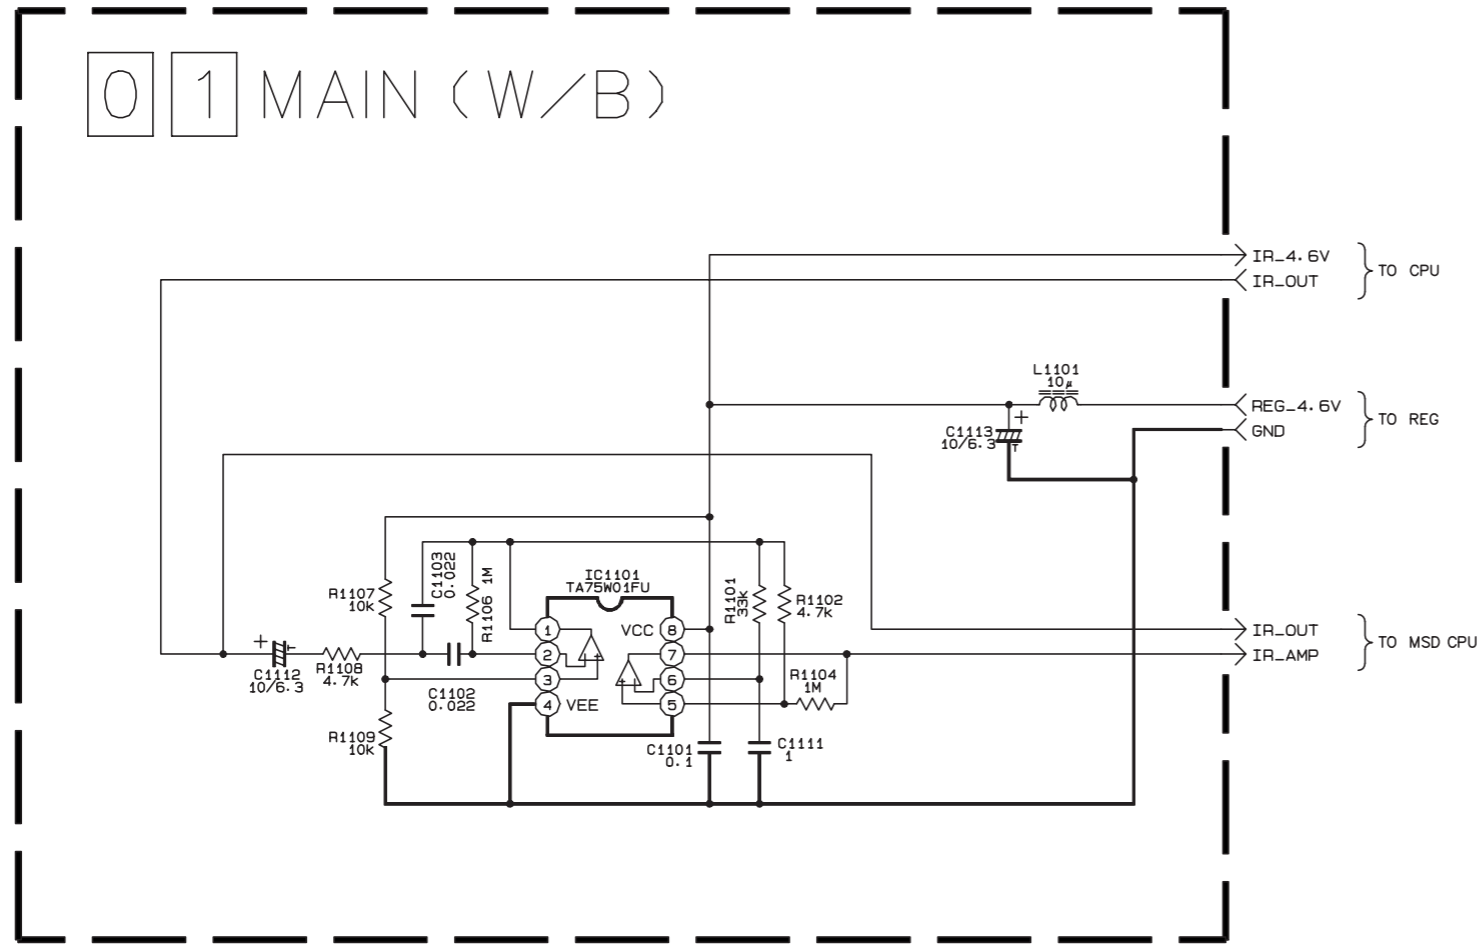 01 MAIN (W/B)
IR_4.6V
IR_OUT
TO CPU
L1101
10μ
REG_4.6V
GND
TO REG
+
C1113
10/6.3
T
C1103
0.022
R1106 1M
IC1101
TA75W01FU
R1107
10k
R1101
33k
R1102
4.7k
1
2
3
4
VCC
VEE
8
7
6
5
IR_OUT
IR_AMP
TO MSD CPU
+
T
C1112
10/6.3
R1108
4.7k
C1102
0.022
R1104
1M
R1109
10k
C1101
0.1
C1111
1